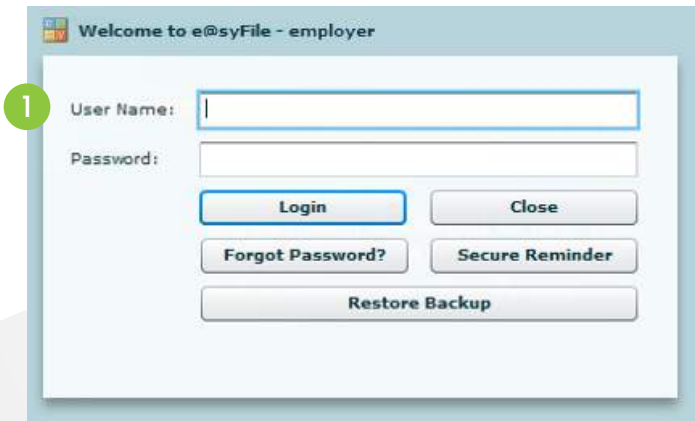 Welcome to e@syFile - employer
1
User Name:
Password:
Login Close
Forgot Password? Secure Reminder
Restore Backup